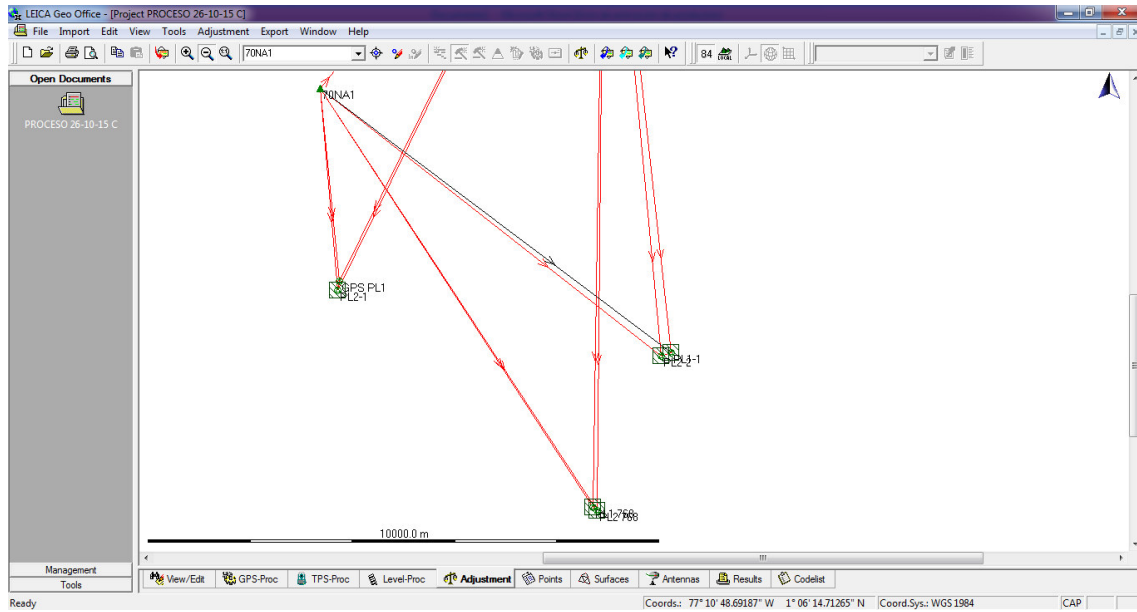 LEICA Geo Office - [Project PROCESO 26-10-15 C]
File Import Edit View Tools Adjustment Export Window Help
70NA1
84
LOCAL
Open Documents
PROCESO 26-10-15 C
70NA1
GPS PL1
PL2-1
PL1-1
PL2-2
PL2 768
10000.0 m
Management
Tools
View/Edit GPS-Proc TPS-Proc Level-Proc Adjustment Points Surfaces Antennas Results Codelist
Ready Coords.: 77° 10' 48.69187" W 1° 06' 14.71265" N Coord.Sys.: WGS 1984 CAP